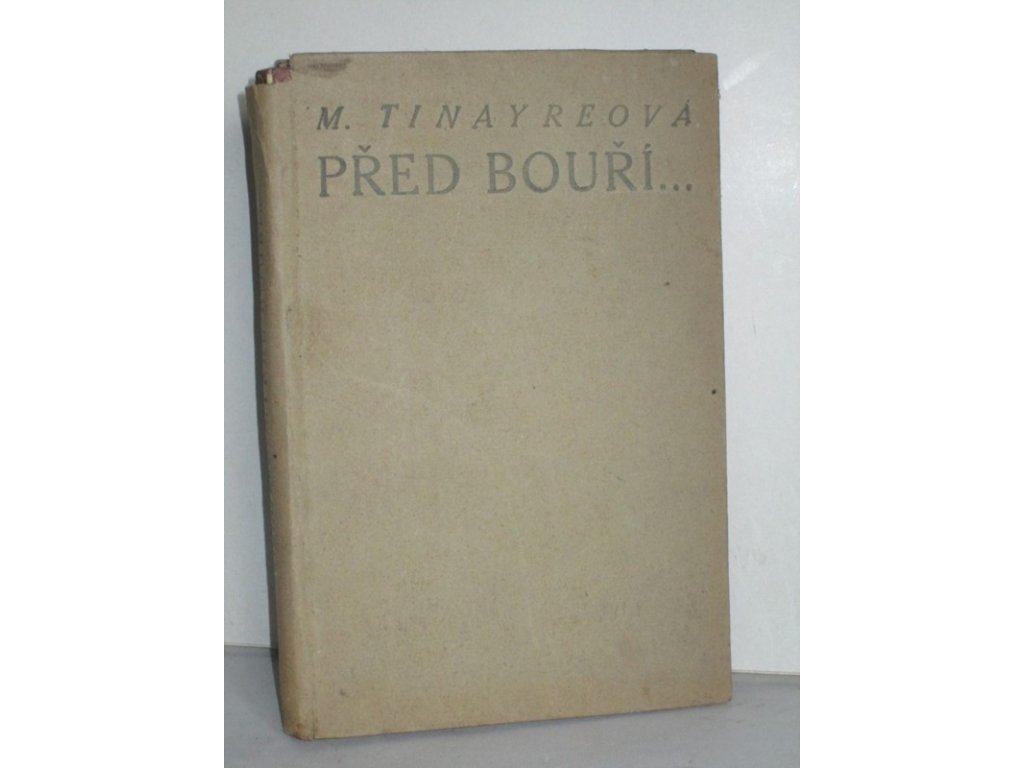 M. TINAYREOVÁ
PŘED BOUŘÍ...